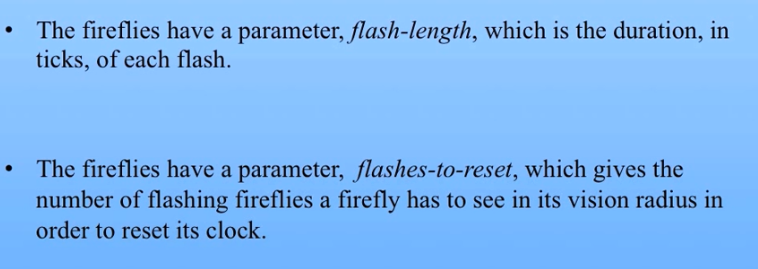 • The fireflies have a parameter, flash-length, which is the duration, in
ticks, of each flash.
• The fireflies have a parameter, flashes-to-reset, which gives the
number of flashing fireflies a firefly has to see in its vision radius in
order to reset its clock.